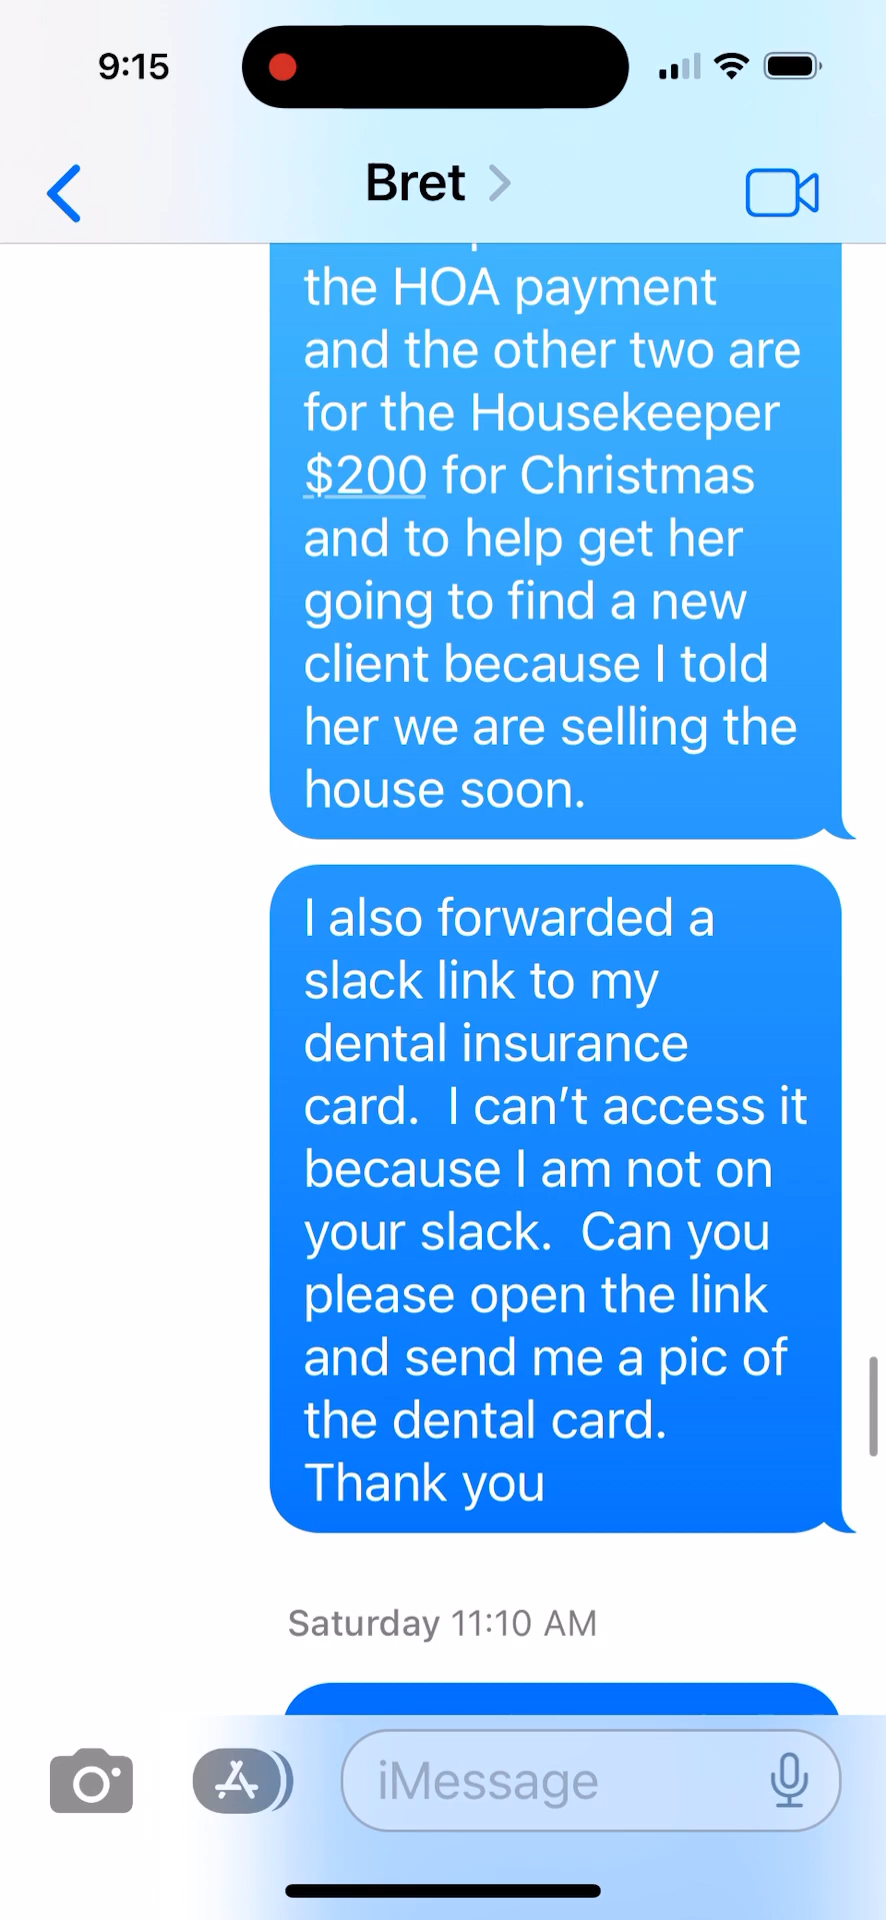 9:15
Bret
the HOA payment
and the other two are
for the Housekeeper
$200 for Christmas
and to help get her
going to find a new
client because I told
her we are selling the
house soon.
I also forwarded a
slack link to my
dental insurance
card.  I can’t access it
because I am not on
your slack.  Can you
please open the link
and send me a pic of
the dental card.
Thank you
Saturday 11:10 AM
iMessage